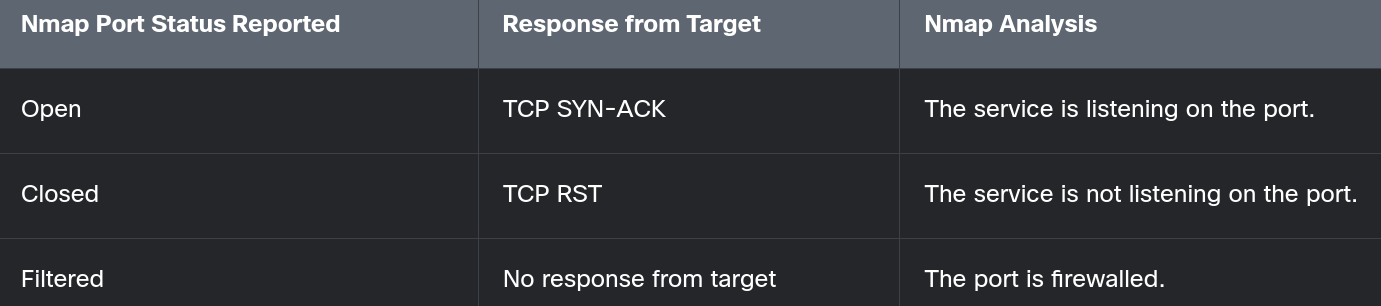 Nmap Port Status Reported Response from Target Nmap Analysis
Open TCP SYN-ACK The service is listening on the port.
Closed TCP RST The service is not listening on the port.
Filtered No response from target The port is firewalled.